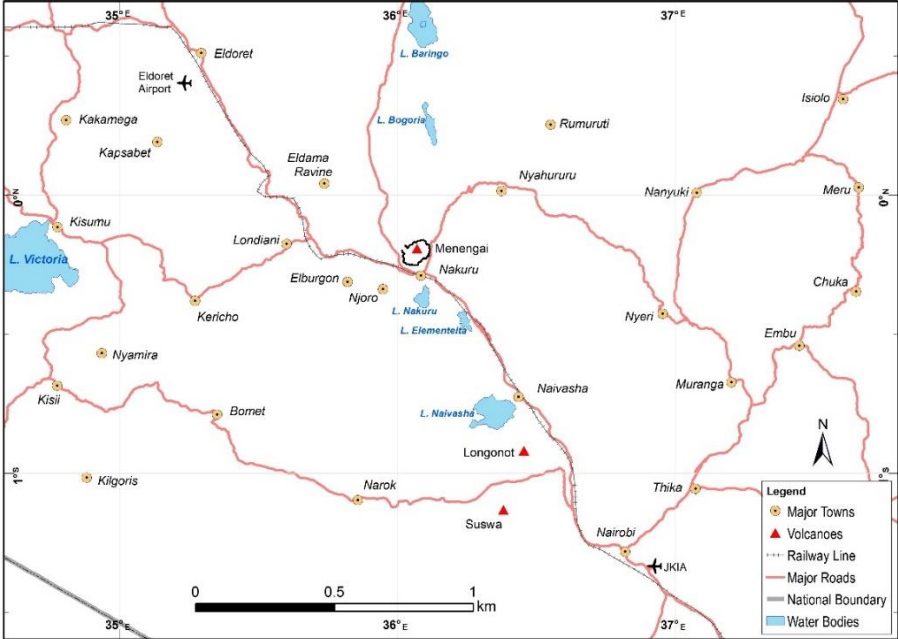 35°E
36°E
37°E
L. Baringo
Eldoret
Eldoret
Airport
Isiolo
Kakamega
L. Bogoria
Rumuruti
Kapsabet
Eldama
Ravine
Nyahururu
Nanyuki
Meru
0°N
0°N
Kisumu
Londiani
Menengai
L. Victoria
Nakuru
Elburgon
Njoro
Chuka
Kericho
L. Nakuru
L. Elementeita
Nyeri
Embu
Nyamira
Kisii
Naivasha
Muranga
Bomet
L. Naivasha
N
Longonot
1°S
1°S
Kilgoris
Thika
Narok
Suswa
Nairobi
JKIA
Legend
Major Towns
Volcanoes
Railway Line
Major Roads
National Boundary
Water Bodies
0
0.5
1
km
35°E
36°E
37°E